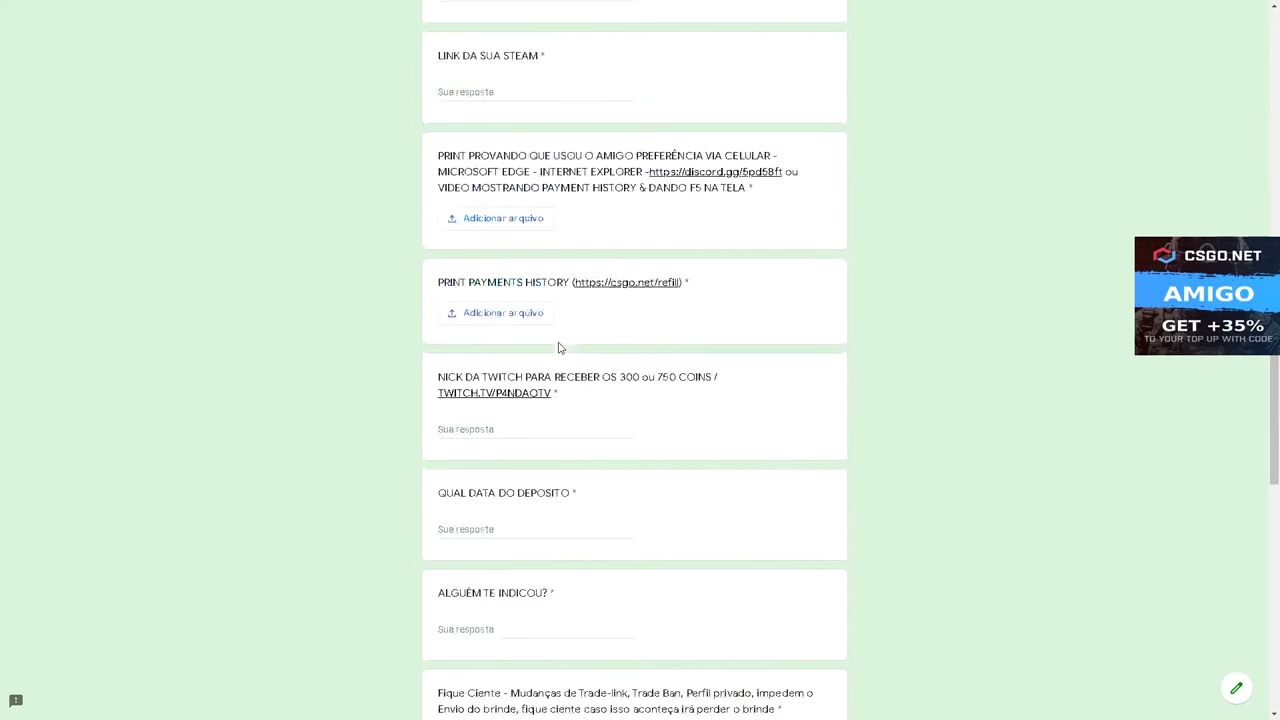 LINK DA SUA STEAM *
Sua resposta
PRINT PROVANDO QUE USOU O AMIGO PREFERÊNCIA VIA CELULAR -
MICROSOFT EDGE - INTERNET EXPLORER -https://discord.gg/5pd58ft ou
VIDEO MOSTRANDO PAYMENT HISTORY & DANDO F5 NA TELA *
Adicionar arquivo
PRINT PAYMENTS HISTORY (https://csgo.net/refill) *
Adicionar arquivo
NICK DA TWITCH PARA RECEBER OS 300 ou 750 COINS /
TWITCH.TV/P4NDAOTV *
Sua resposta
QUAL DATA DO DEPOSITO *
Sua resposta
ALGUÉM TE INDICOU? *
Sua resposta
Fique Ciente - Mudanças de Trade-link, Trade Ban, Perfil privado, impedem o
Envio do brinde, fique ciente caso isso aconteça irá perder o brinde *
CSGO.NET
AMIGO
GET +35%
TO YOUR TOP UP WITH CODE